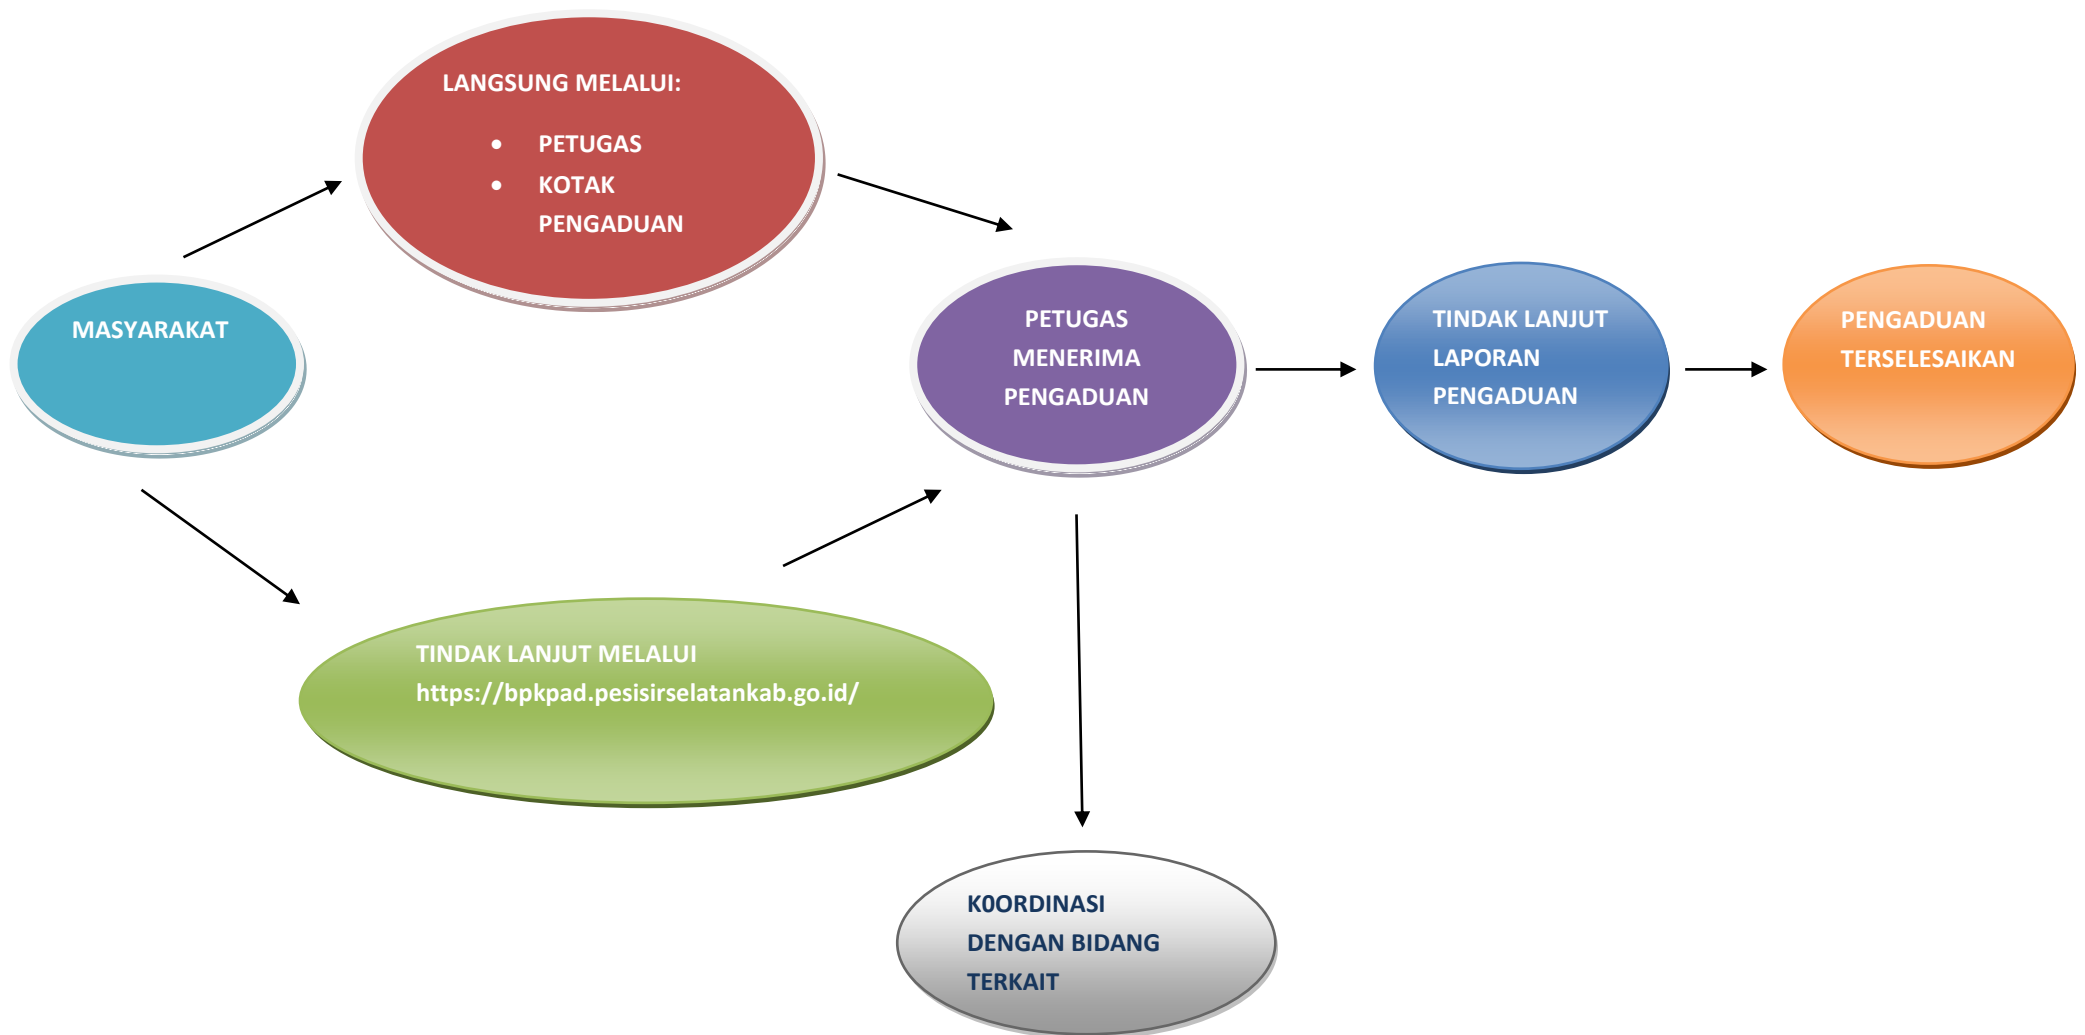 LANGSUNG MELALUI:
• PETUGAS
• KOTAK
PENGADUAN
MASYARAKAT
PETUGAS
MENERIMA
PENGADUAN
TINDAK LANJUT
LAPORAN
PENGADUAN
PENGADUAN
TERSELESAIKAN
TINDAK LANJUT MELALUI
https://bpkpad.pesisirselatankab.go.id/
K0ORDINASI
DENGAN BIDANG
TERKAIT